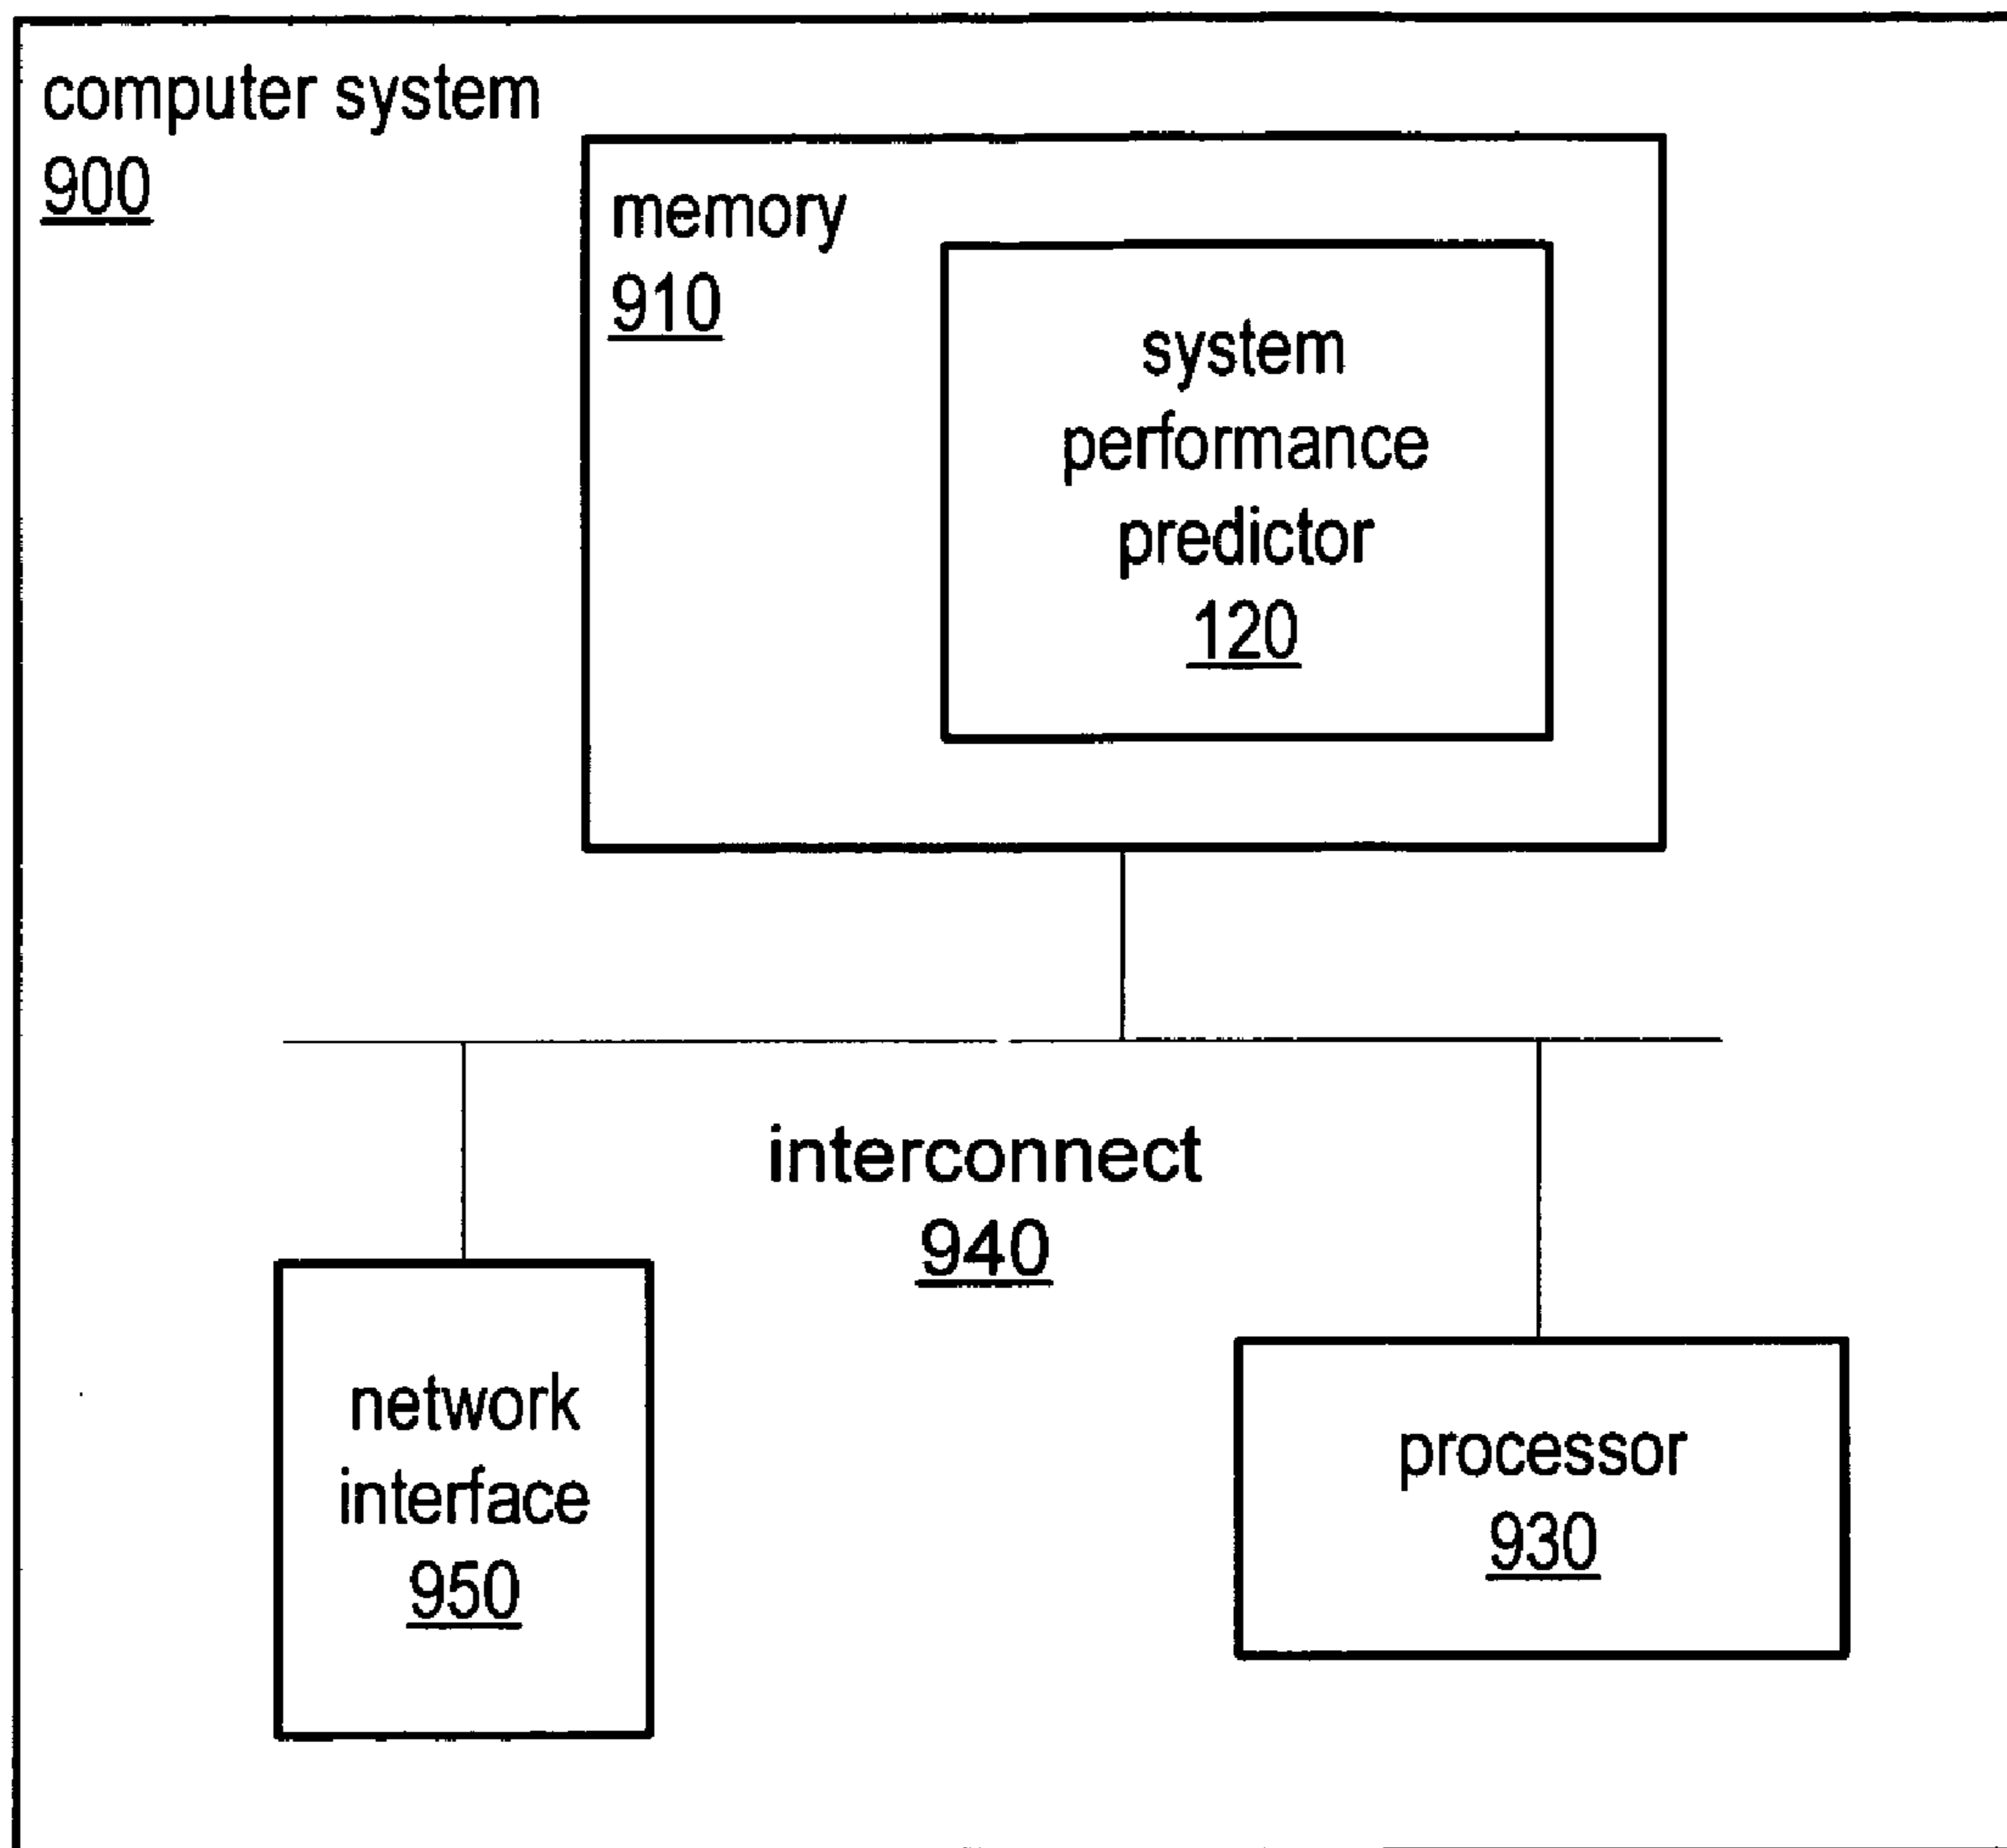 computer system
900
memory
910
system
performance
predictor
120
interconnect
940
network
interface
950
processor
930